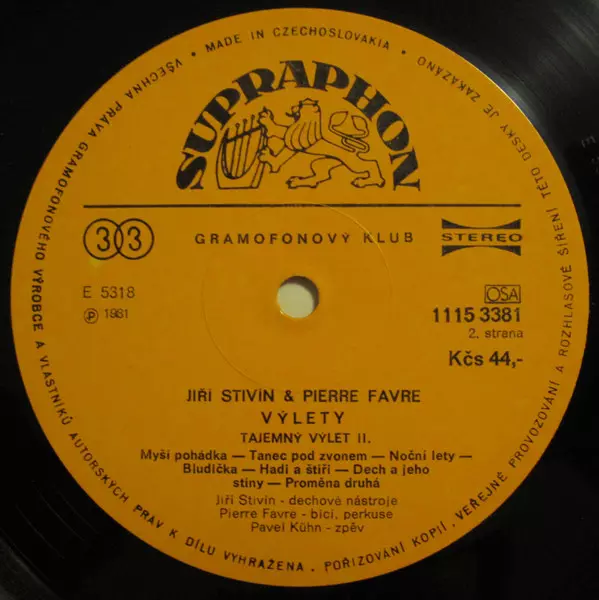 VŠECHNA PRÁVA GRAMOFONOVÉHO VÝROBCE A VLASTNÍKŮ AUTORSKÝCH PRÁV K DÍLU VYHRAŽENA. POŘIZOVÁNÍ KOPIÍ, VEŘEJNÉ PROVOZOVÁNÍ A ROZHLASOVÉ ŠÍŘENÍ TÉTO DESKY JE ZAKÁZÁNO
• MADE IN CZECHOSLOVAKIA •
SUPRAPHON
33
GRAMOFONOVÝ KLUB
STEREO
E 5318
OSA
℗ 1981
1115 3381
2. strana
Kčs 44,-
JIŘÍ STIVÍN & PIERRE FAVRE
VÝLETY
TAJEMNÝ VÝLET II.
Myší pohádka — Tanec pod zvonem — Noční lety —
Bludička — Hadi a štíři — Dech a jeho
stíny — Proměna druhá
Jiří Stivín - dechové nástroje
Pierre Favre - bicí, perkuse
Pavel Kühn - zpěv